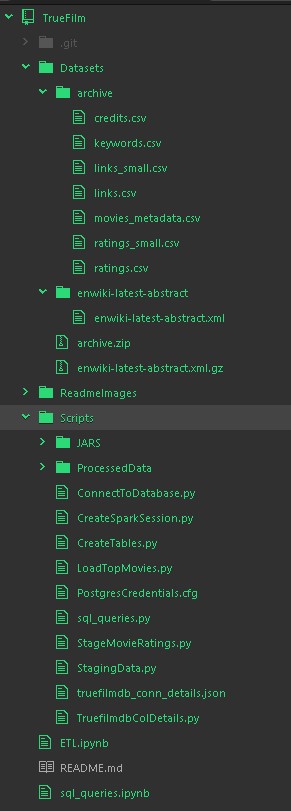 TrueFilm
.git
Datasets
archive
credits.csv
keywords.csv
links_small.csv
links.csv
movies_metadata.csv
ratings_small.csv
ratings.csv
enwiki-latest-abstract
enwiki-latest-abstract.xml
archive.zip
enwiki-latest-abstract.xml.gz
ReadmeImages
Scripts
JARS
ProcessedData
ConnectToDatabase.py
CreateSparkSession.py
CreateTables.py
LoadTopMovies.py
PostgresCredentials.cfg
sql_queries.py
StageMovieRatings.py
StagingData.py
truefilmdb_conn_details.json
TruefilmdbColDetails.py
ETL.ipynb
README.md
sql_queries.ipynb